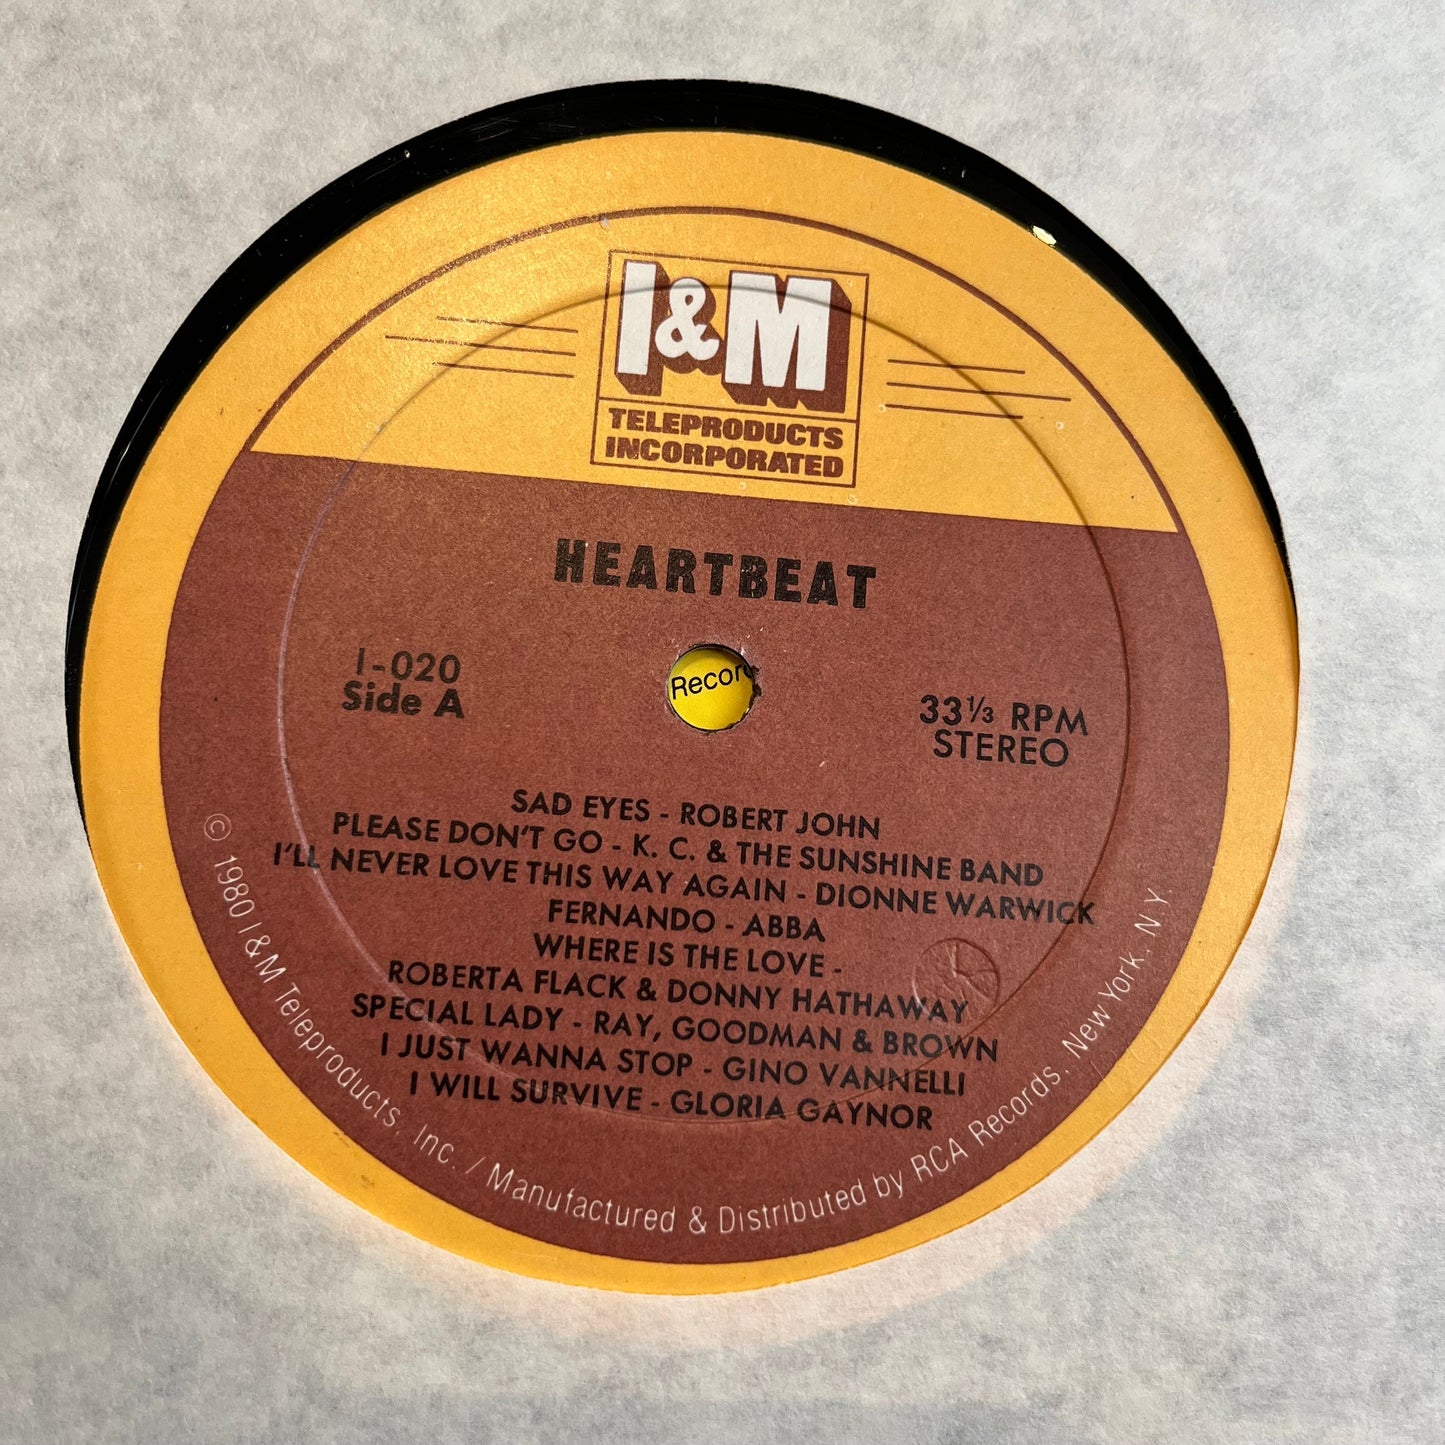 I&M
TELEPRODUCTS
INCORPORATED
HEARTBEAT
I-020
Side A
Recor
33 1/3 RPM
STEREO
SAD EYES - ROBERT JOHN
PLEASE DON'T GO - K. C. & THE SUNSHINE BAND
I'LL NEVER LOVE THIS WAY AGAIN - DIONNE WARWICK
FERNANDO - ABBA
WHERE IS THE LOVE -
ROBERTA FLACK & DONNY HATHAWAY
SPECIAL LADY - RAY, GOODMAN & BROWN
I JUST WANNA STOP - GINO VANNELLI
I WILL SURVIVE - GLORIA GAYNOR
© 1980 I & M Teleproducts, Inc. / Manufactured & Distributed by RCA Records, New York, N.Y.